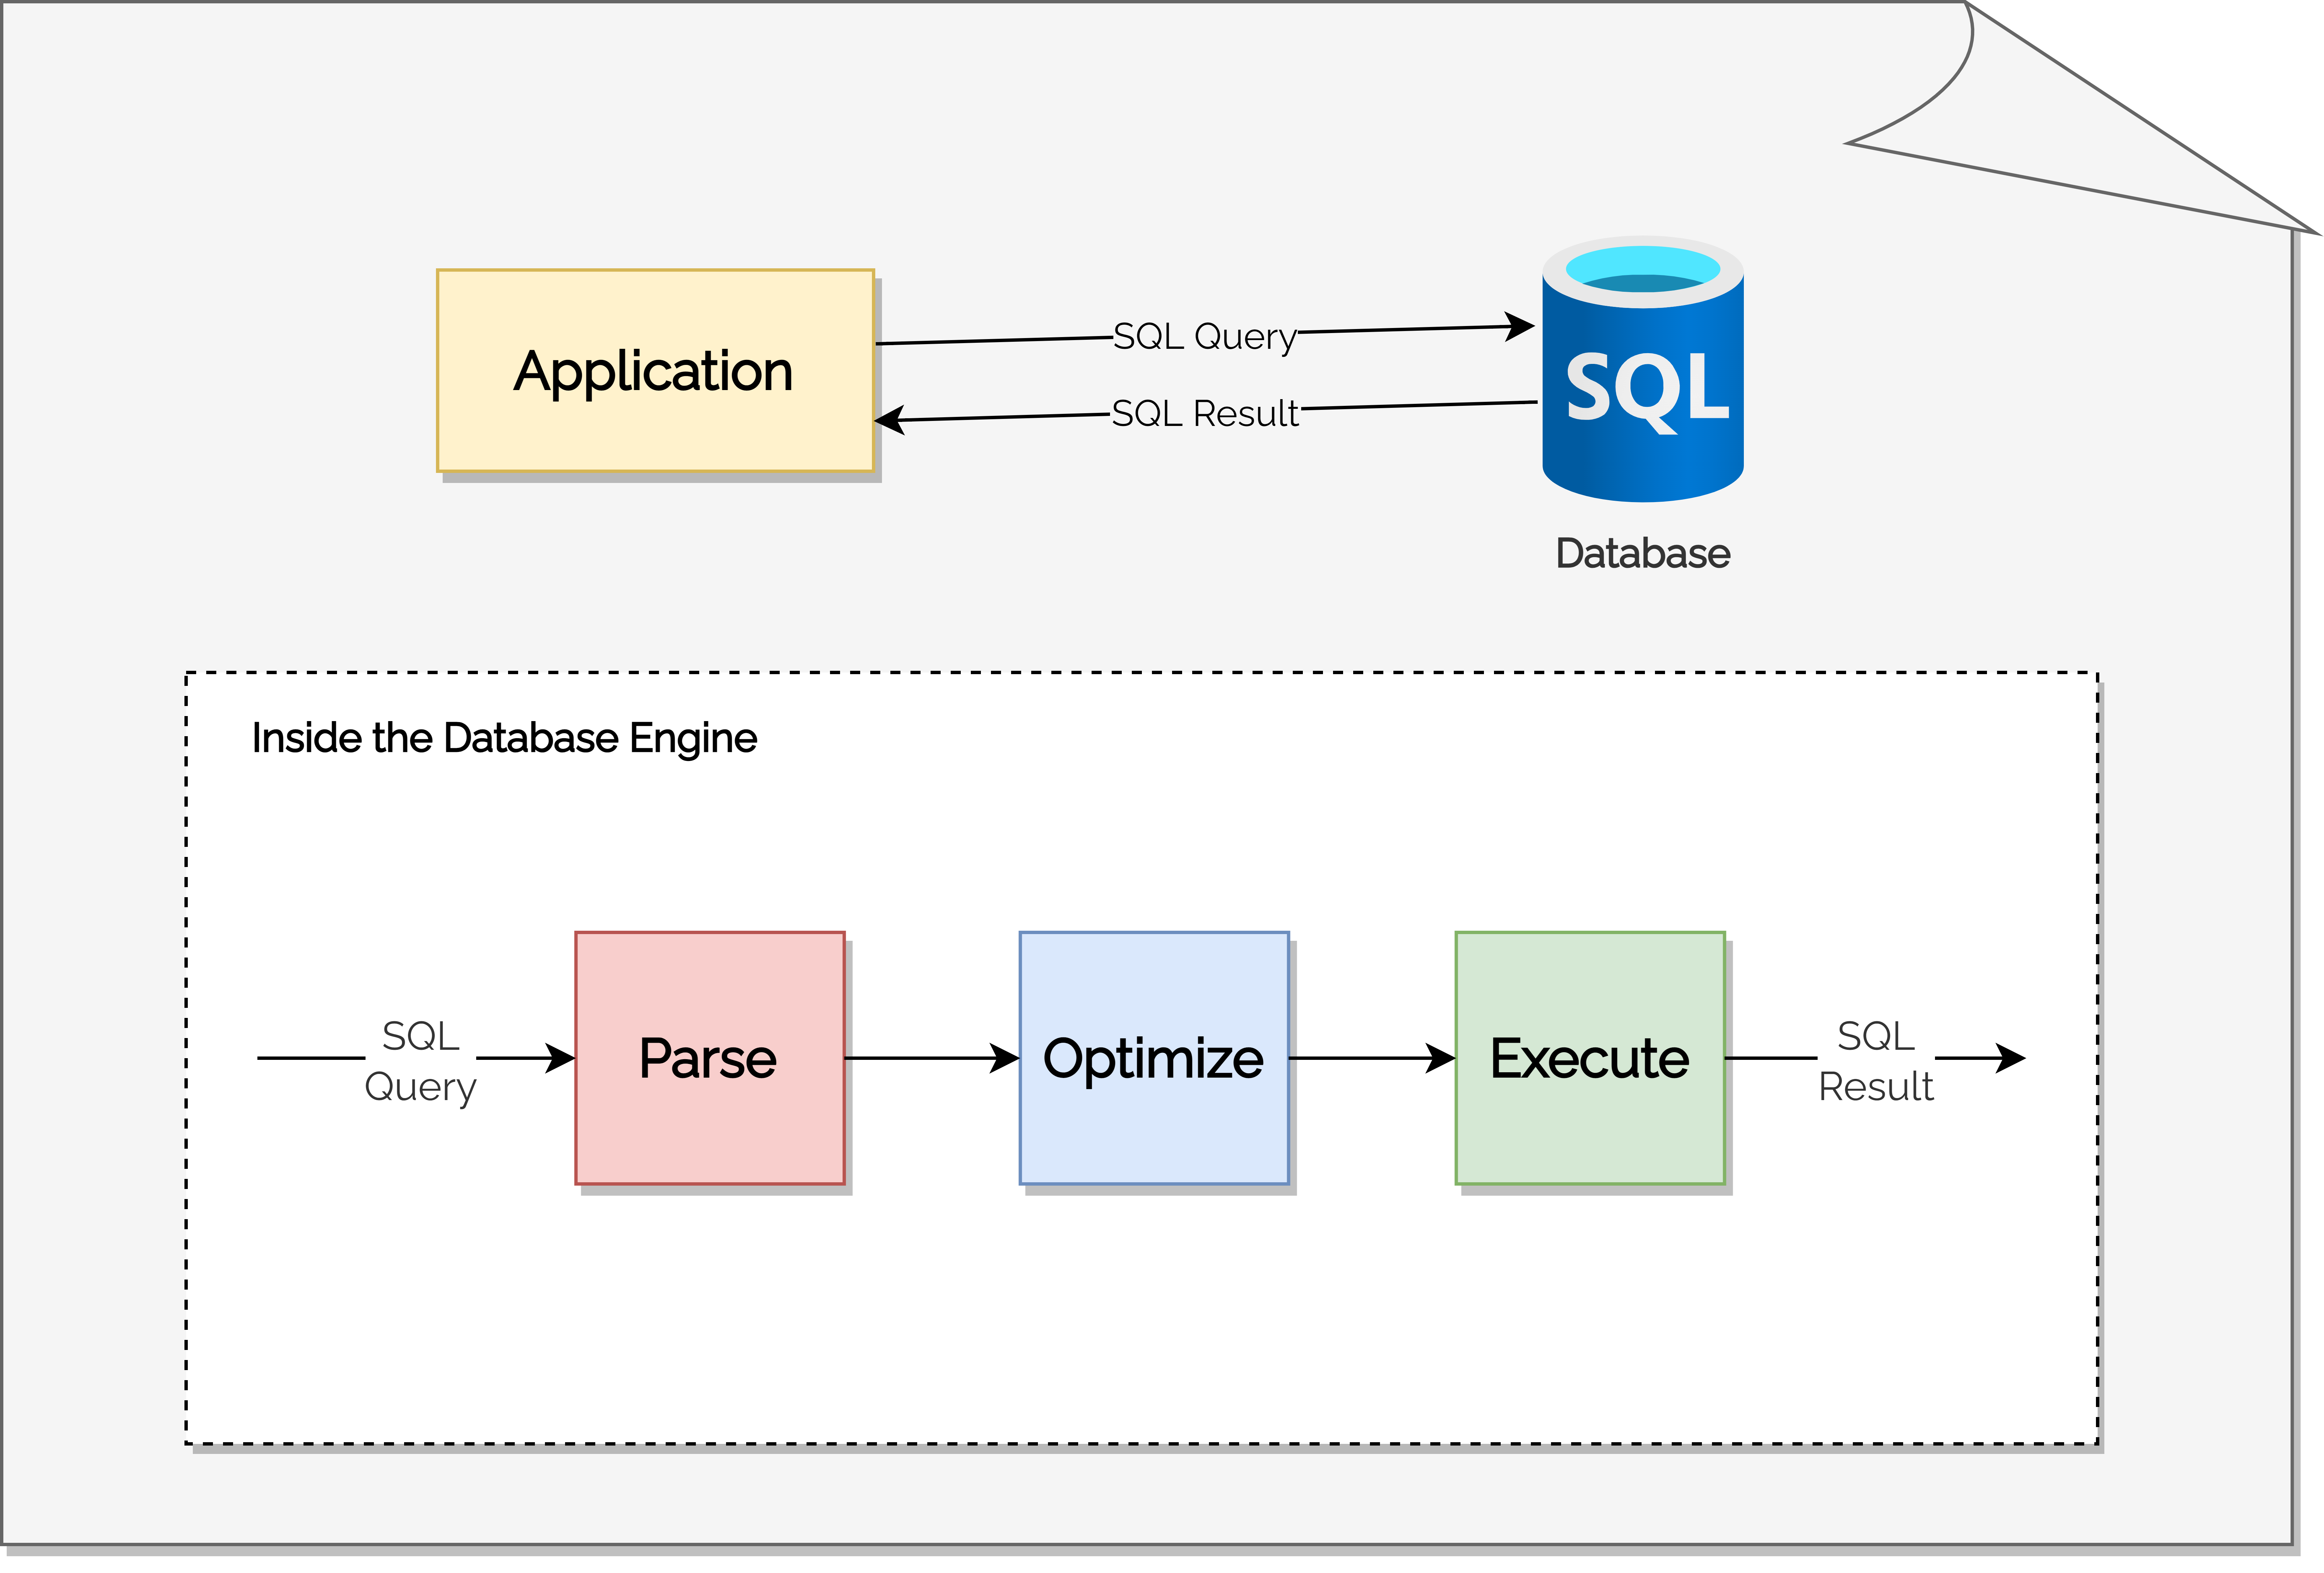 Application
SQL Query
SQL Result
SQL
Database
Inside the Database Engine
SQL
Query
Parse
Optimize
Execute
SQL
Result